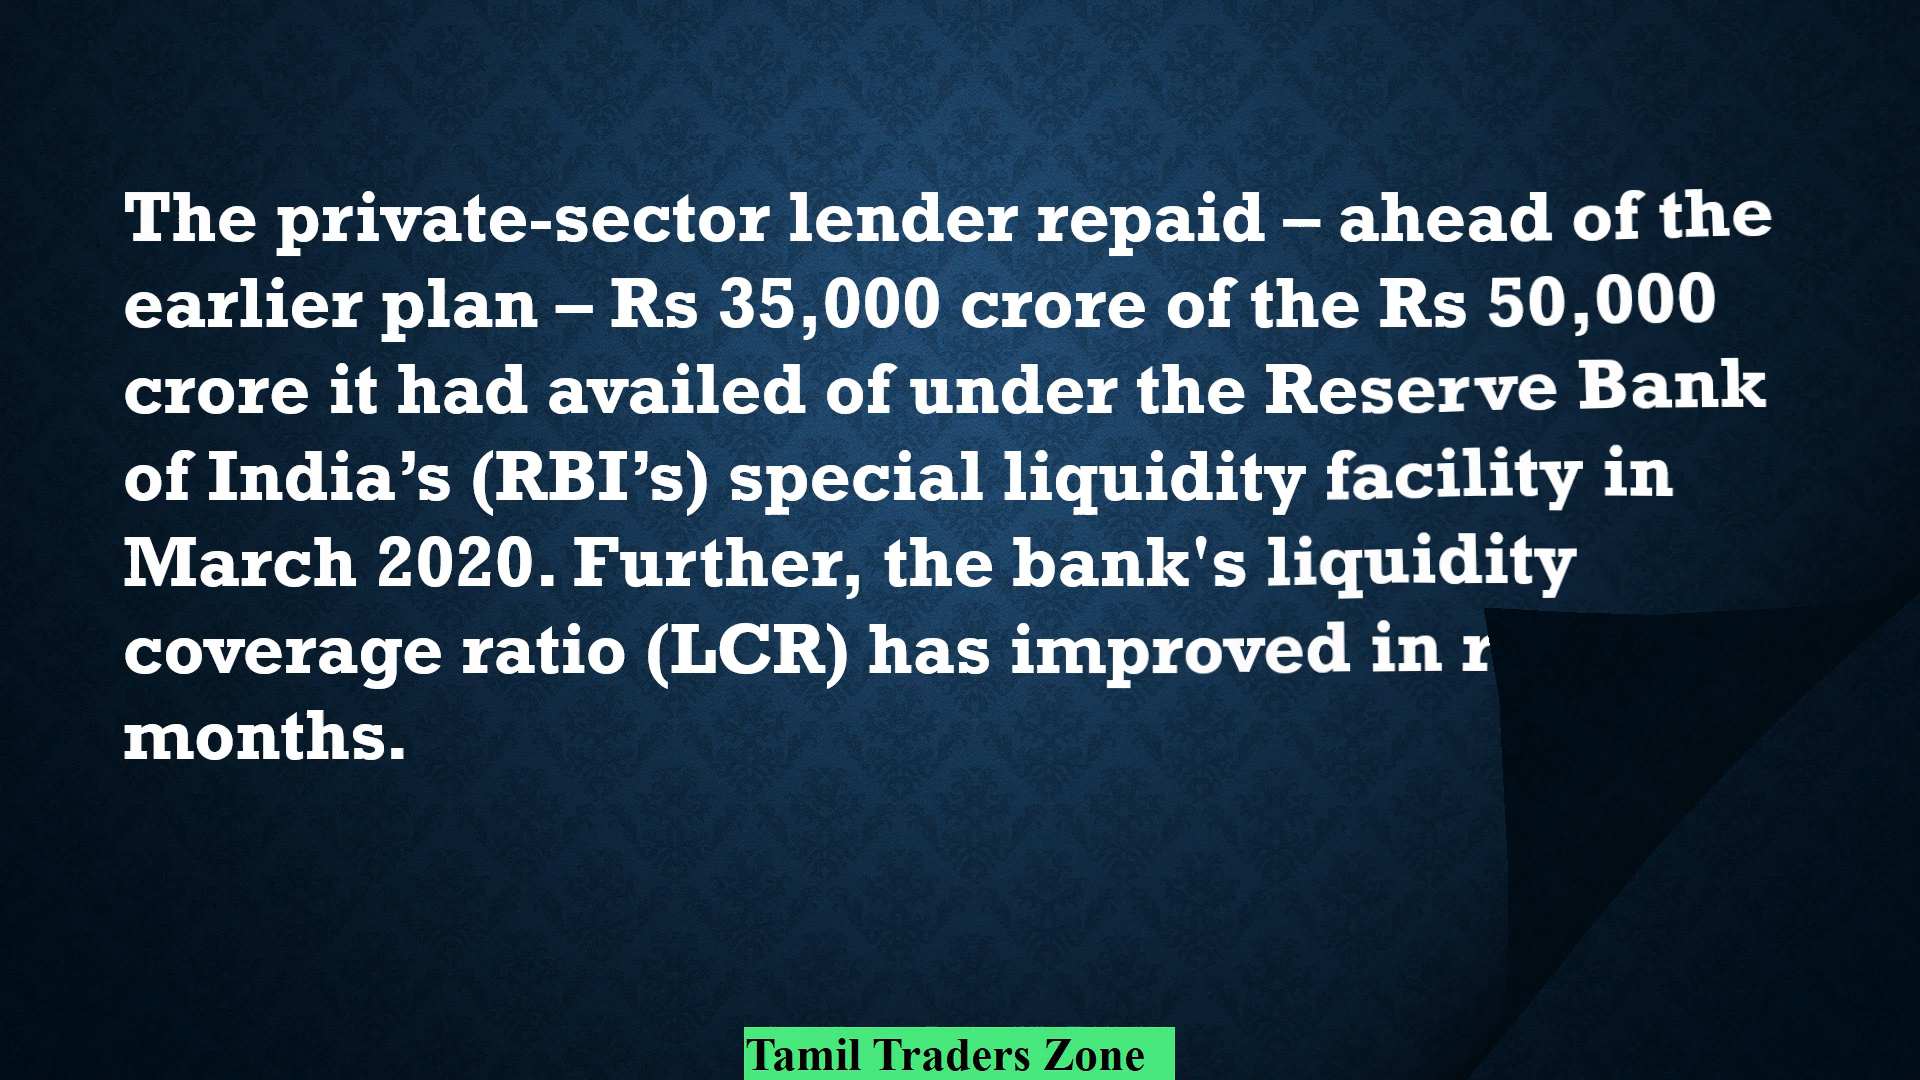 The private-sector lender repaid – ahead of the
earlier plan – Rs 35,000 crore of the Rs 50,000
crore it had availed of under the Reserve Bank
of India’s (RBI’s) special liquidity facility in
March 2020. Further, the bank's liquidity
coverage ratio (LCR) has improved in
months.
Tamil Traders Zone